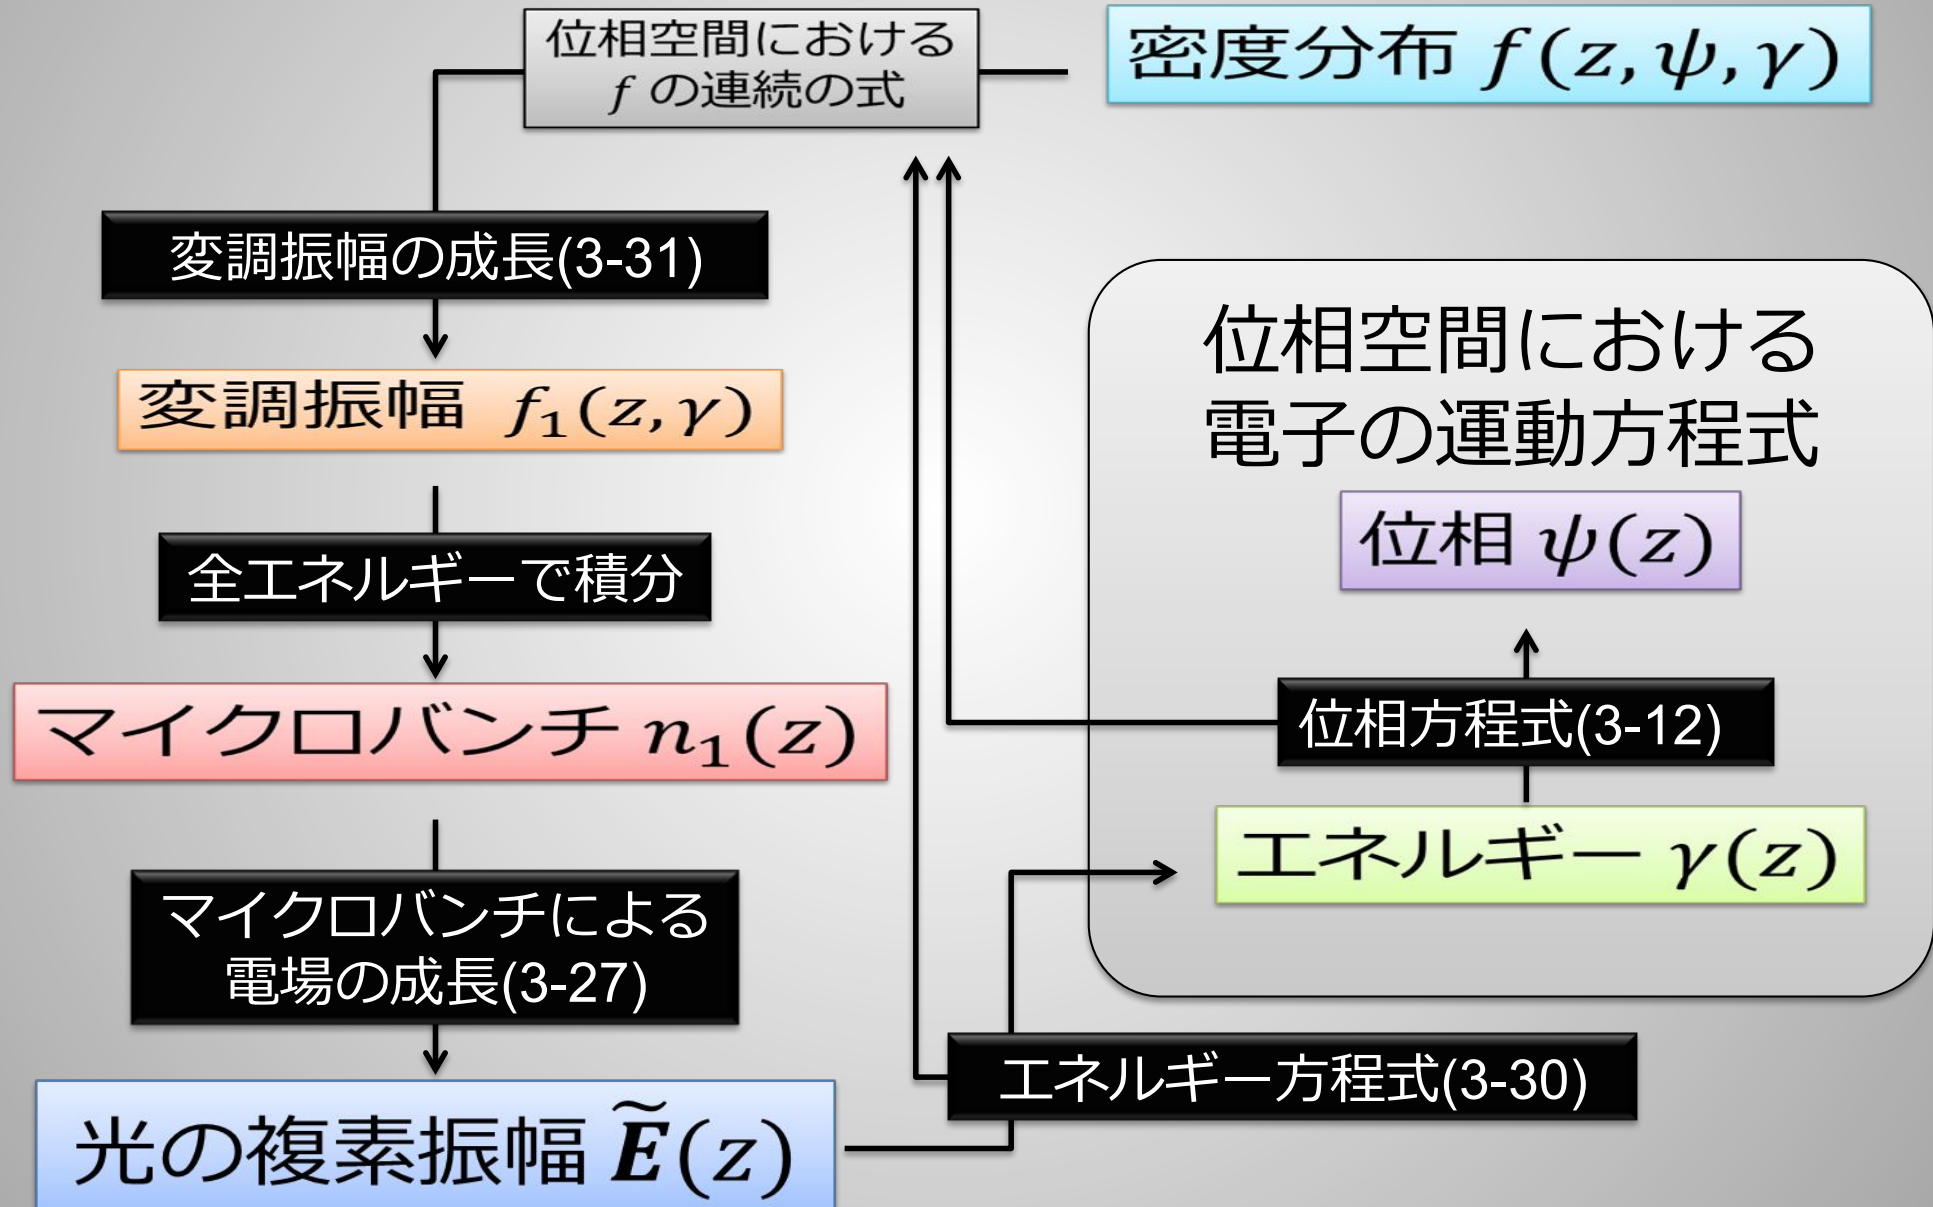 位相空間における
f の連続の式
密度分布 f(z, ψ, γ)
変調振幅の成長(3-31)
変調振幅 f₁(z, γ)
全エネルギーで積分
マイクロバンチ n₁(z)
マイクロバンチによる
電場の成長(3-27)
光の複素振幅 Ẽ(z)
位相空間における
電子の運動方程式
位相 ψ(z)
位相方程式(3-12)
エネルギー γ(z)
エネルギー方程式(3-30)